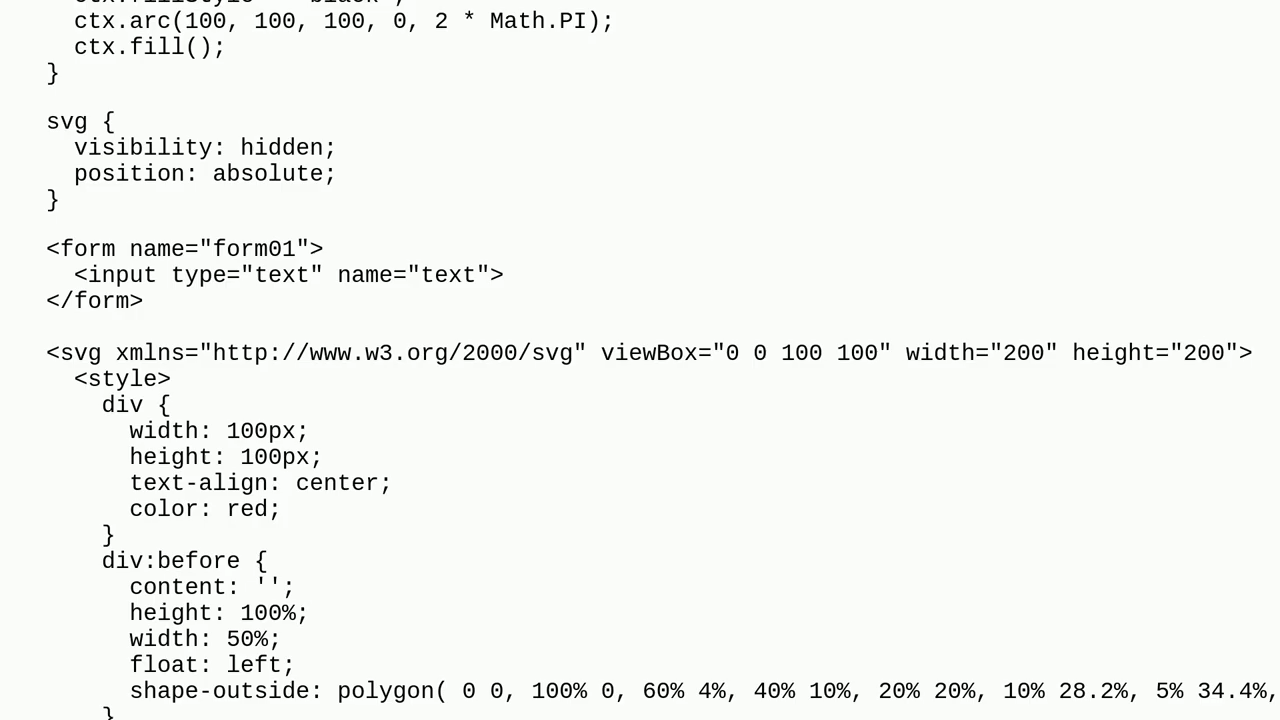 ctx.arc(100, 100, 100, 0, 2 * Math.PI);
ctx.fill();
}
svg {
visibility: hidden;
position: absolute;
}
<form name="form01">
<input type="text" name="text">
</form>
<svg xmlns="http://www.w3.org/2000/svg" viewBox="0 0 100 100" width="200" height="200">
<style>
div {
width: 100px;
height: 100px;
text-align: center;
color: red;
}
div:before {
content: '';
height: 100%;
width: 50%;
float: left;
shape-outside: polygon( 0 0, 100% 0, 60% 4%, 40% 10%, 20% 20%, 10% 28.2%, 5% 34.4%,
}